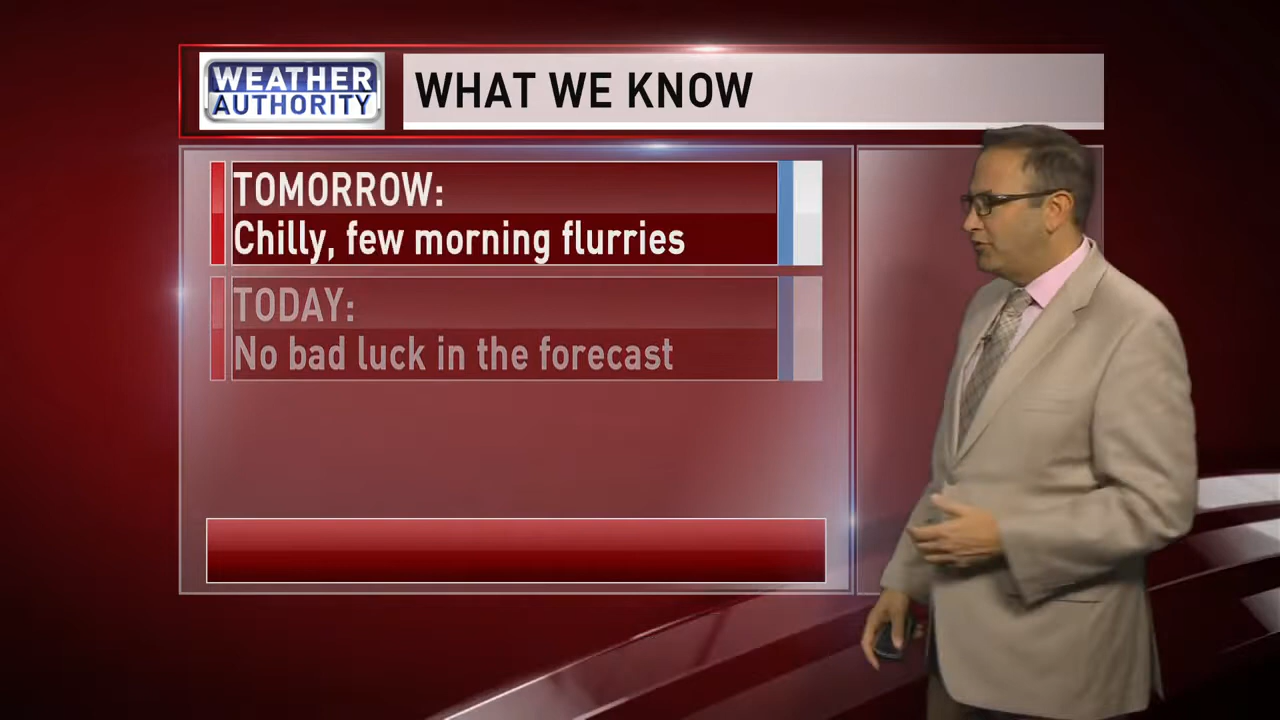 WEATHER
AUTHORITY
WHAT WE KNOW
TOMORROW:
Chilly, few morning flurries
TODAY:
No bad luck in the forecast